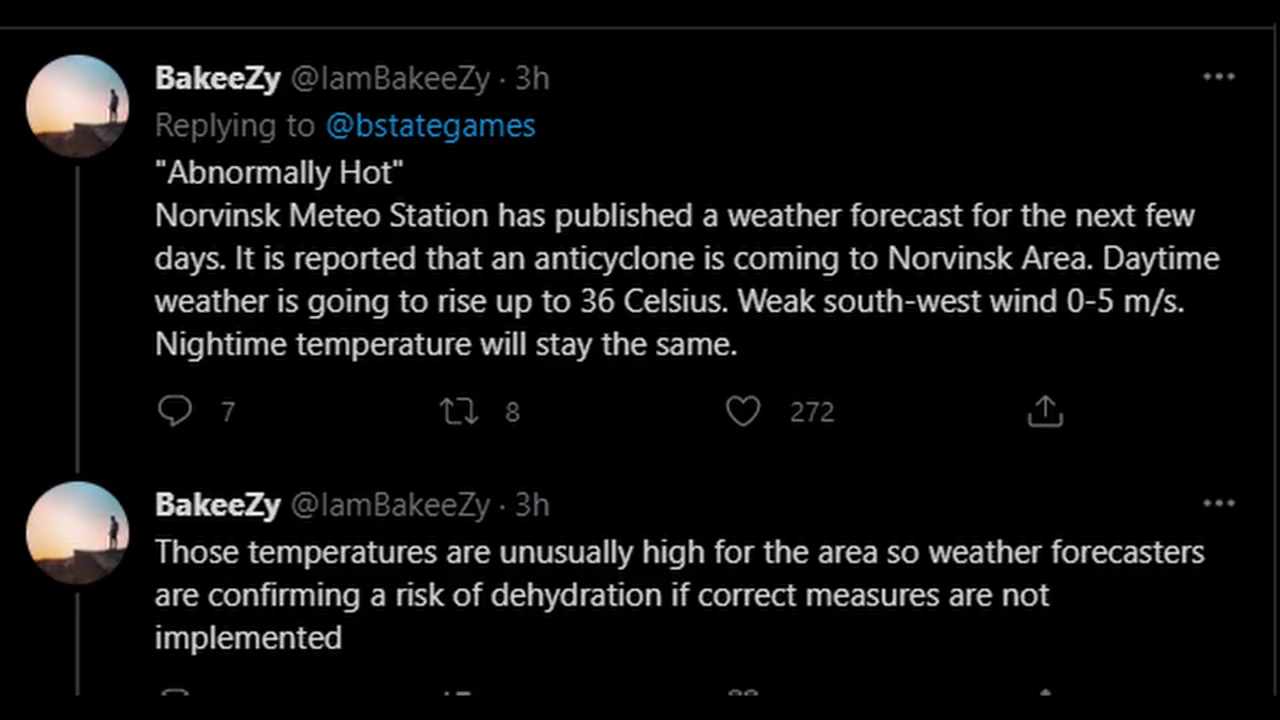 BakeeZy @IamBakeeZy · 3h
Replying to @bstategames
"Abnormally Hot"
Norvinsk Meteo Station has published a weather forecast for the next few
days. It is reported that an anticyclone is coming to Norvinsk Area. Daytime
weather is going to rise up to 36 Celsius. Weak south-west wind 0-5 m/s.
Nightime temperature will stay the same.
7 8 272
BakeeZy @IamBakeeZy · 3h
Those temperatures are unusually high for the area so weather forecasters
are confirming a risk of dehydration if correct measures are not
implemented